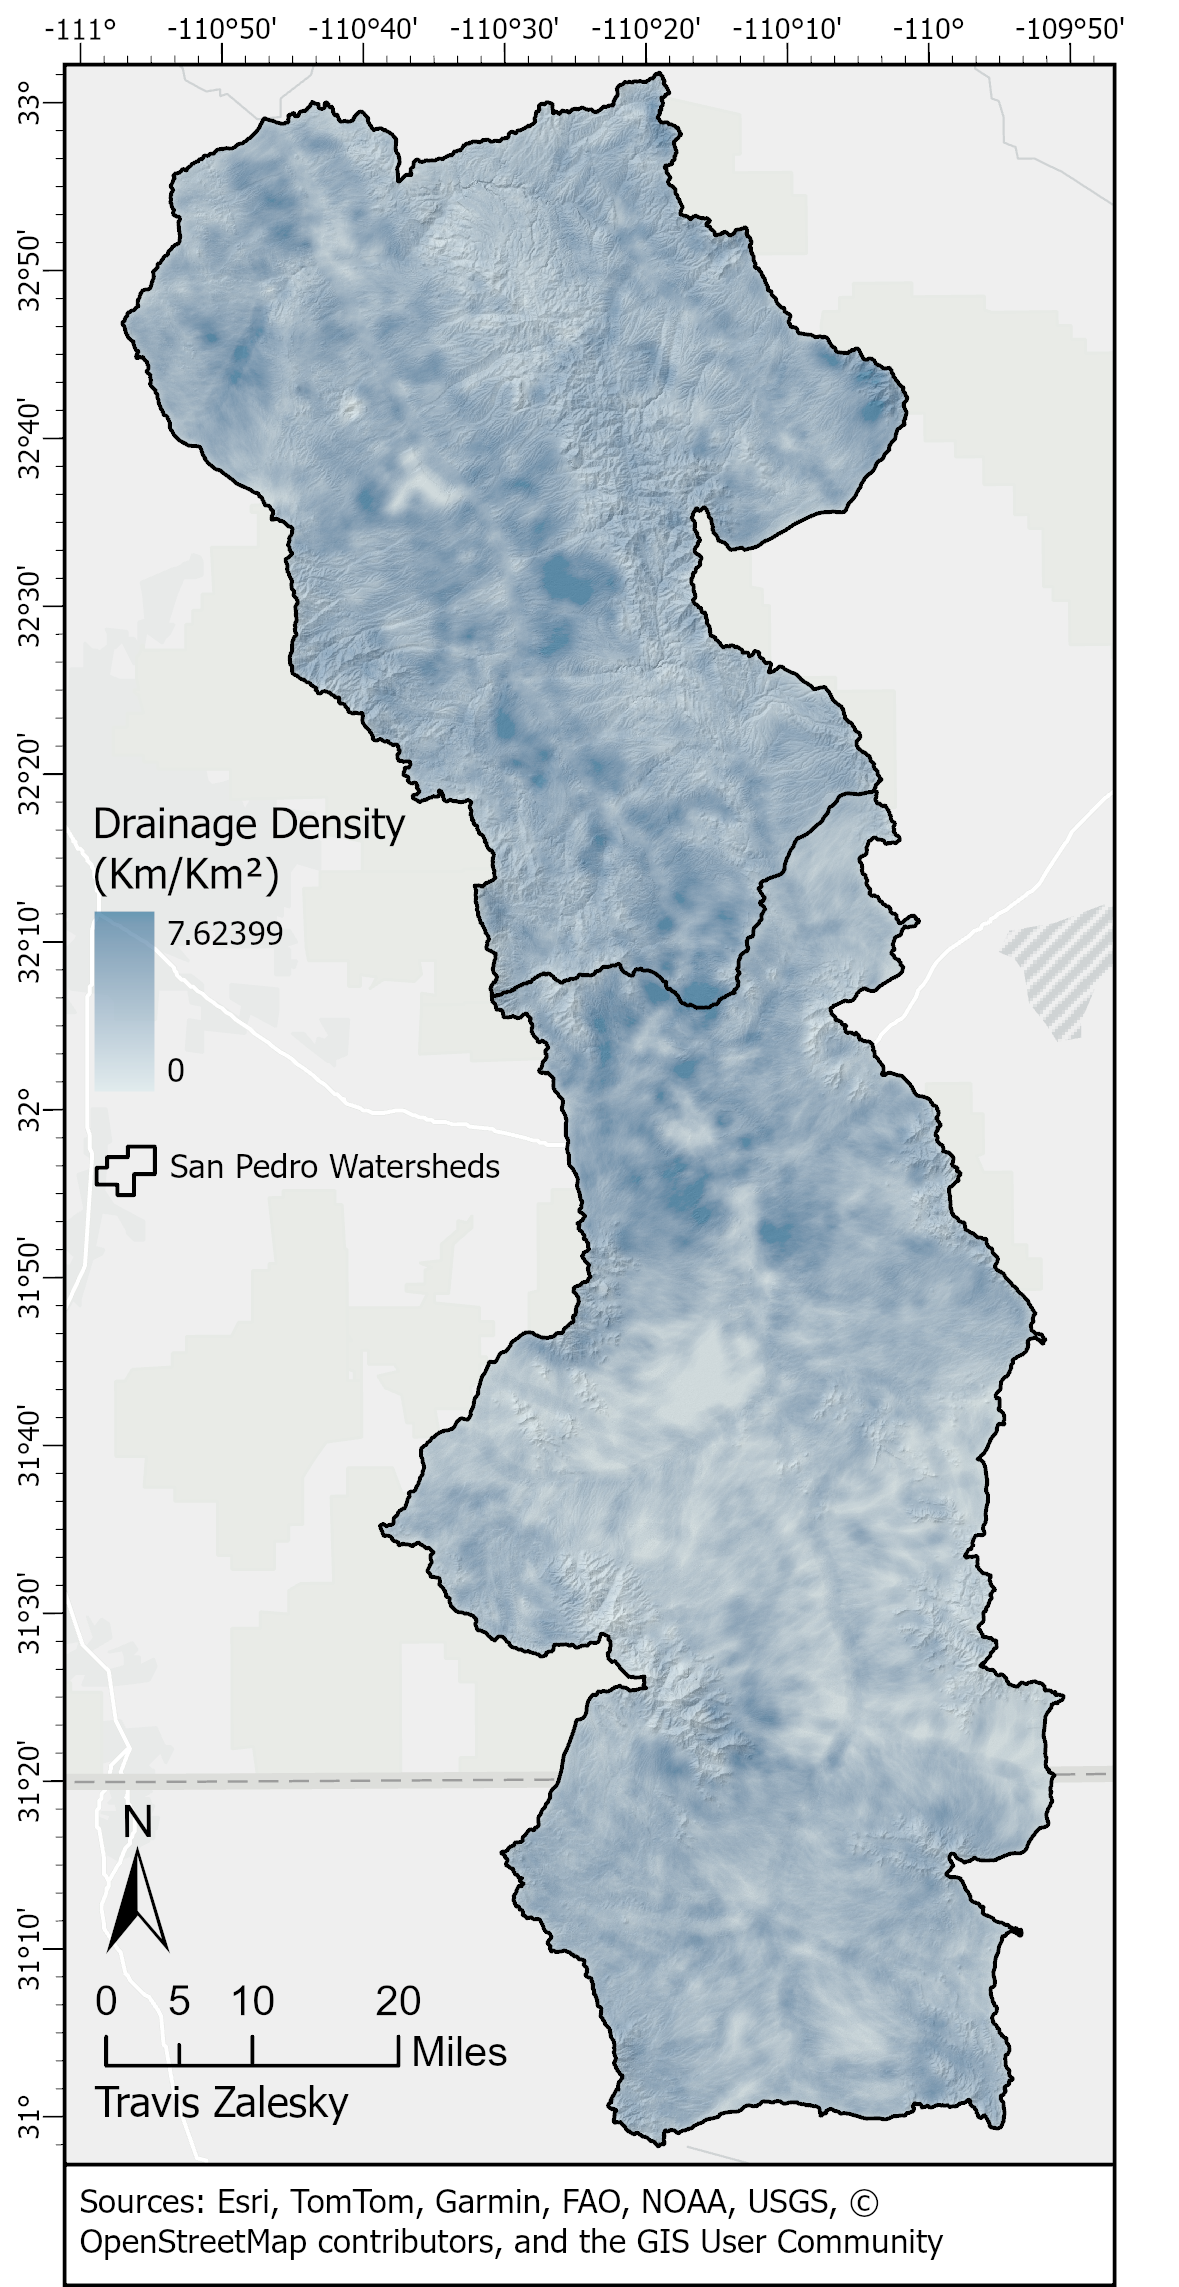 -111° -110°50' -110°40' -110°30' -110°20' -110°10' -110° -109°50'
33°
32°50'
32°40'
32°30'
32°20'
32°10'
32°
31°50'
31°40'
31°30'
31°20'
31°10'
31°
Drainage Density
(Km/Km²)
7.62399
0
San Pedro Watersheds
N
0 5 10 20
Miles
Travis Zalesky
Sources: Esri, TomTom, Garmin, FAO, NOAA, USGS, ©
OpenStreetMap contributors, and the GIS User Community